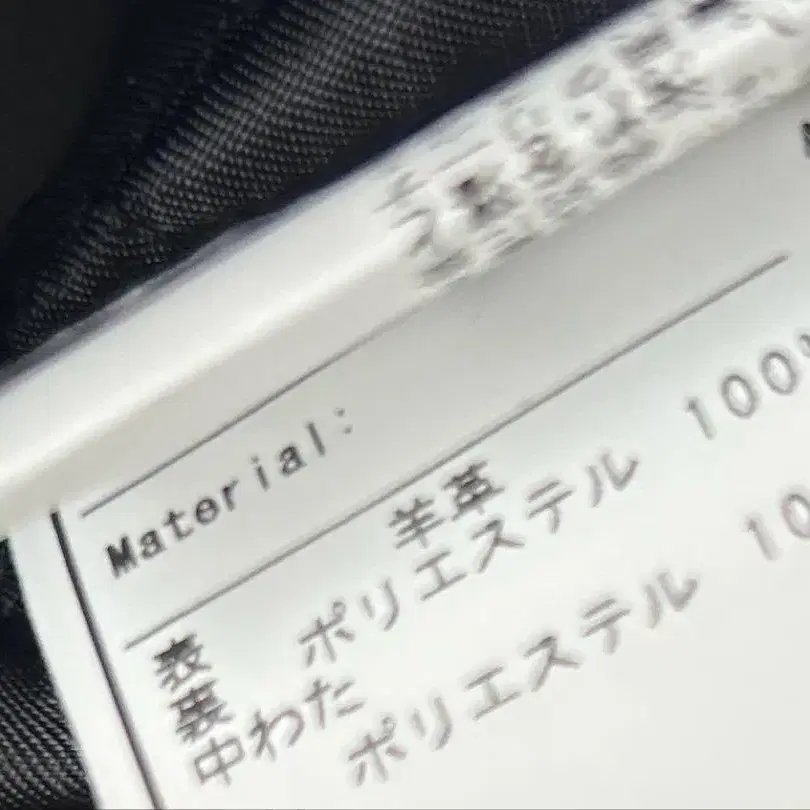 Material:
表 羊革
裏 ポリエステル 100%
中わた ポリエステル 10